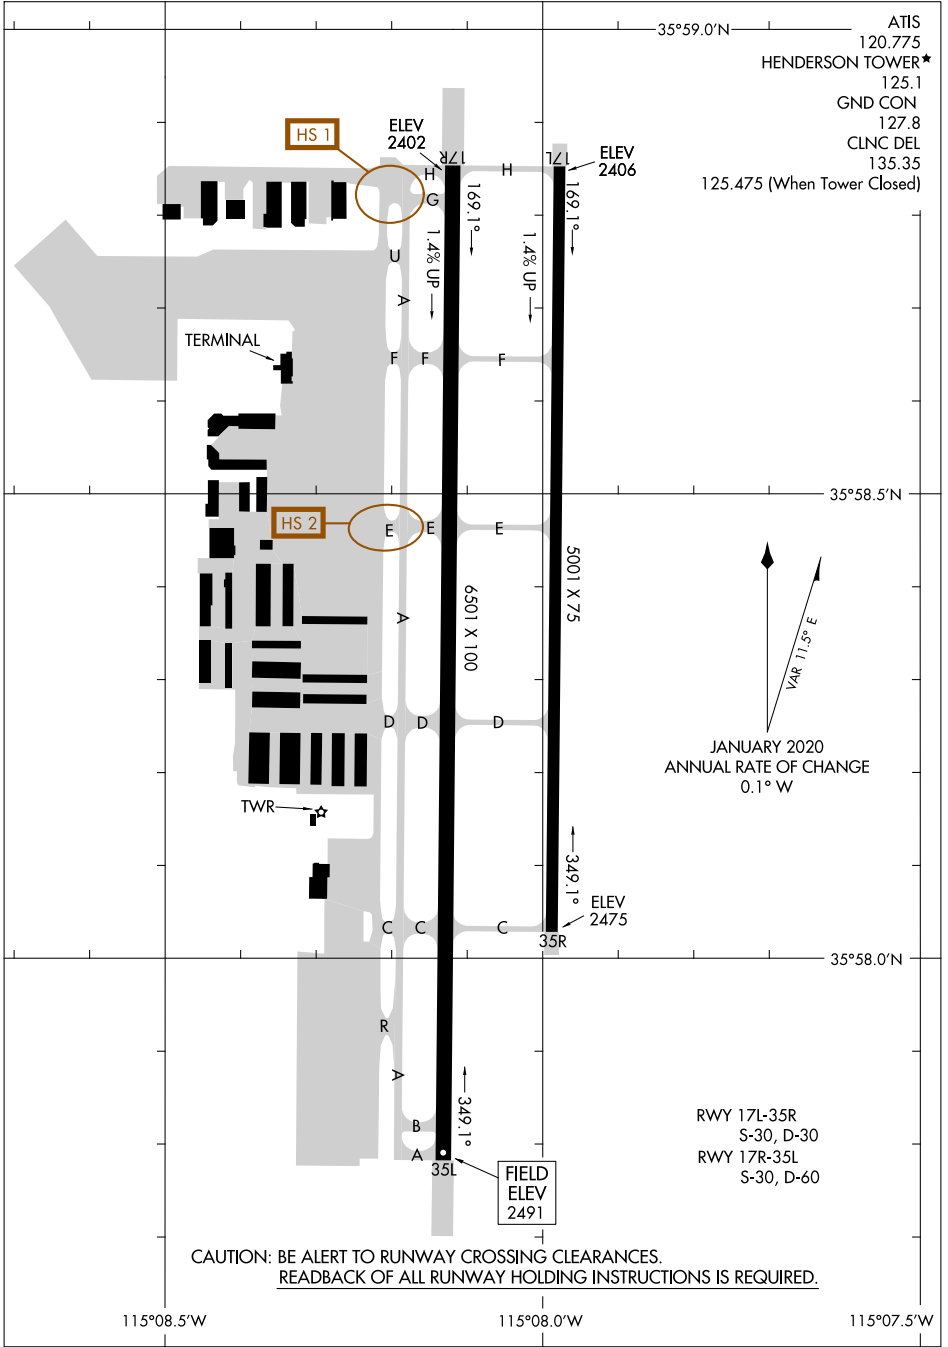 35°59.0'N
ATIS
120.775
HENDERSON TOWER★
125.1
GND CON
127.8
CLNC DEL
135.35
125.475 (When Tower Closed)
HS 1
ELEV
2402
17R
17L
ELEV
2406
H
H
G
169.1°
169.1°
U
1.4% UP
1.4% UP
A
TERMINAL
F
F
F
35°58.5'N
HS 2
E
E
E
5001 X 75
6501 X 100
A
VAR 11.5° E
D
D
D
JANUARY 2020
ANNUAL RATE OF CHANGE
0.1° W
TWR
349.1°
ELEV
2475
C
C
C
35R
35°58.0'N
R
A
349.1°
B
A
35L
RWY 17L-35R
S-30, D-30
RWY 17R-35L
S-30, D-60
FIELD
ELEV
2491
CAUTION: BE ALERT TO RUNWAY CROSSING CLEARANCES.
READBACK OF ALL RUNWAY HOLDING INSTRUCTIONS IS REQUIRED.
115°08.5'W
115°08.0'W
115°07.5'W